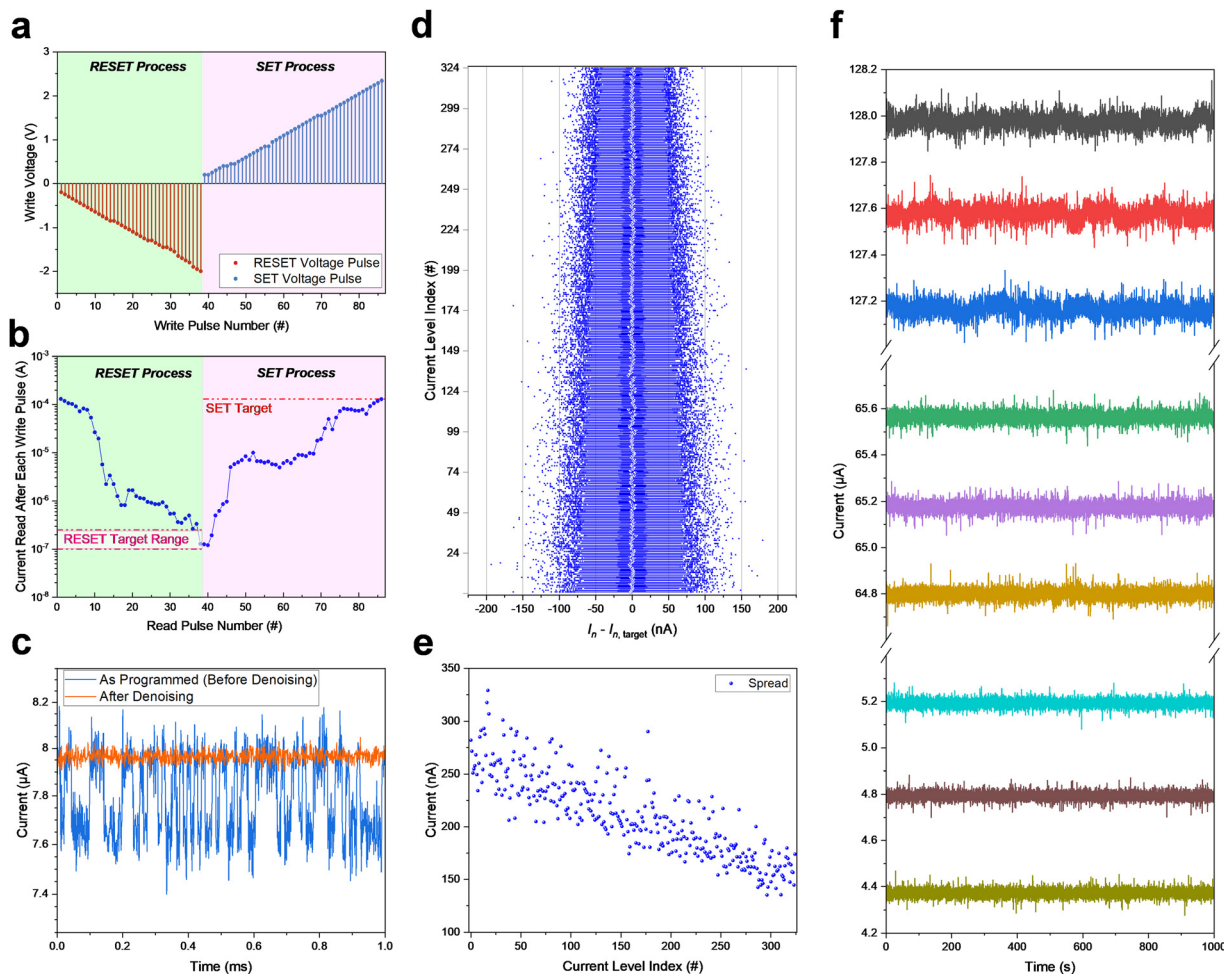 a
RESET Process
SET Process
Write Voltage (V)
3
2
1
0
-1
-2
RESET Voltage Pulse
SET Voltage Pulse
0 10 20 30 40 50 60 70 80
Write Pulse Number (#)
b
RESET Process
SET Process
Current Read After Each Write Pulse (A)
10⁻³
10⁻⁴
10⁻⁵
10⁻⁶
10⁻⁷
10⁻⁸
SET Target
RESET Target Range
0 10 20 30 40 50 60 70 80
Read Pulse Number (#)
c
As Programmed (Before Denoising)
After Denoising
Current (µA)
8.2
8
7.8
7.6
7.4
0.0 0.2 0.4 0.6 0.8 1.0
Time (ms)
d
Current Level Index (#)
324
299
274
249
224
199
174
149
124
99
74
49
24
-200 -150 -100 -50 0 50 100 150 200
Iₙ - Iₙ, target (nA)
e
Spread
Current (nA)
350
300
250
200
150
100
0 50 100 150 200 250 300
Current Level Index (#)
f
Current (µA)
128.2
128.0
127.8
127.6
127.4
127.2
65.6
65.4
65.2
65.0
64.8
5.2
5.0
4.8
4.6
4.4
4.2
0 200 400 600 800 1000
Time (s)